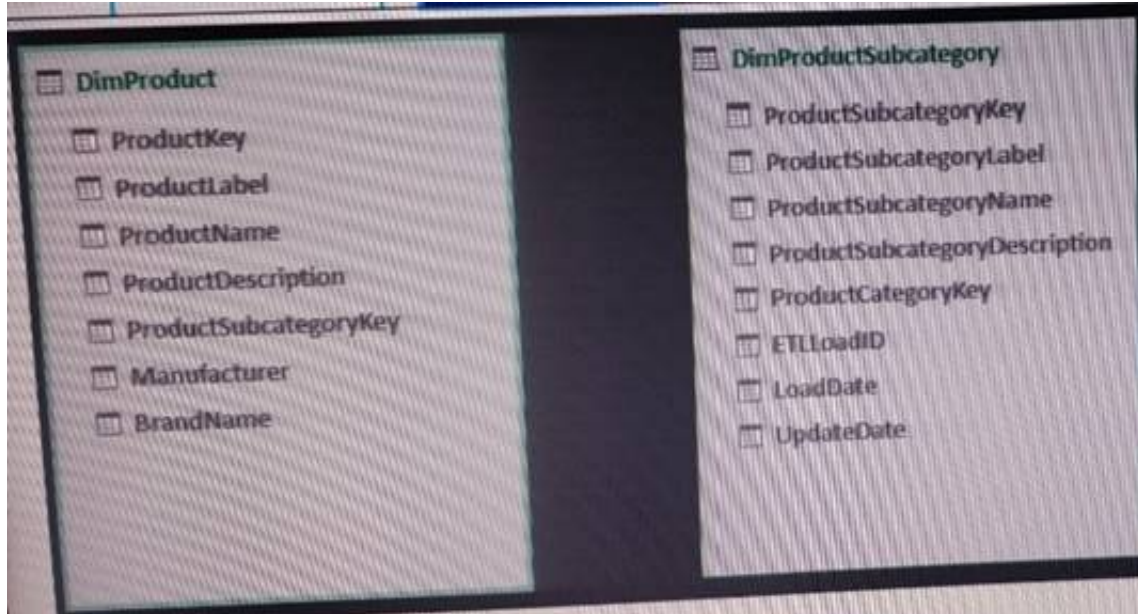 DimProduct
ProductKey
ProductLabel
ProductName
ProductDescription
ProductSubcategoryKey
Manufacturer
BrandName
DimProductSubcategory
ProductSubcategoryKey
ProductSubcategoryLabel
ProductSubcategoryName
ProductSubcategoryDescription
ProductCategoryKey
ETLLoadID
LoadDate
UpdateDate